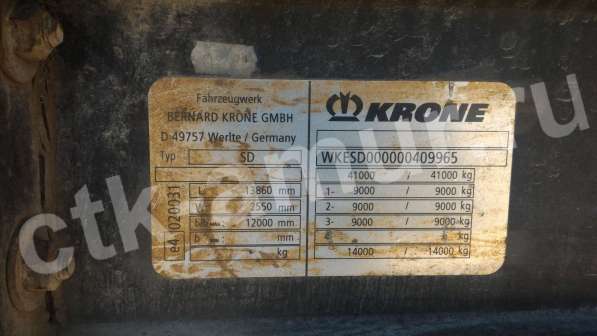 Fahrzeugwerk
BERNARD KRONE GMBH
D-49757 Werlte / Germany
Typ SD
L : 13860 mm
W : 2550 mm
: 12000 mm
b : mm
: kg
e4*020031
KRONE
WKESD000000409965
41000 / 41000 kg
1- 9000 / 9000 kg
2- 9000 / 9000 kg
3- 9000 / 9000 kg
/ kg
14000 / 14000 kg
ctk-amur.ru